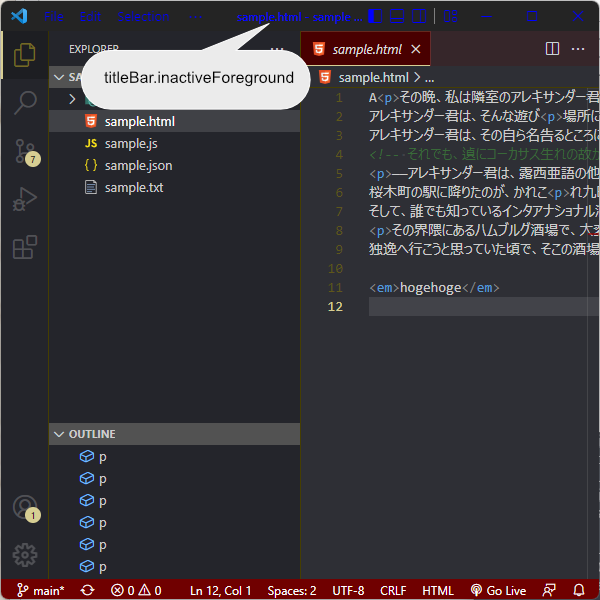 File Edit Selection ... sample.html - sample ...
EXPLORER ...
titleBar.inactiveForeground
sample.html
sample.js
sample.json
sample.txt
7
OUTLINE
p
p
p
p
p
p
1
sample.html
sample.html > ...
1 A<p>その晩、私は隣室のアレキサンダー君
2 アレキサンダー君は、そんな遊び<p>場所に
3 アレキサンダー君は、その自ら名告るところに
4 <!-- それでも、遠にコーカサス生れの故か
5 <p>―アレキサンダー君は、露西亜語の他
6 桜木町の駅に降りたのが、かれこ<p>れ九時
7 そして、誰でも知っているインタアナショナル
8 <p>その界隈にあるハムブルグ酒場で、大変
9 独逸へ行こうと思っていた頃で、そこの酒場
10
11 <em>hogehoge</em>
12
main* 0 0 Ln 12, Col 1 Spaces: 2 UTF-8 CRLF HTML Go Live